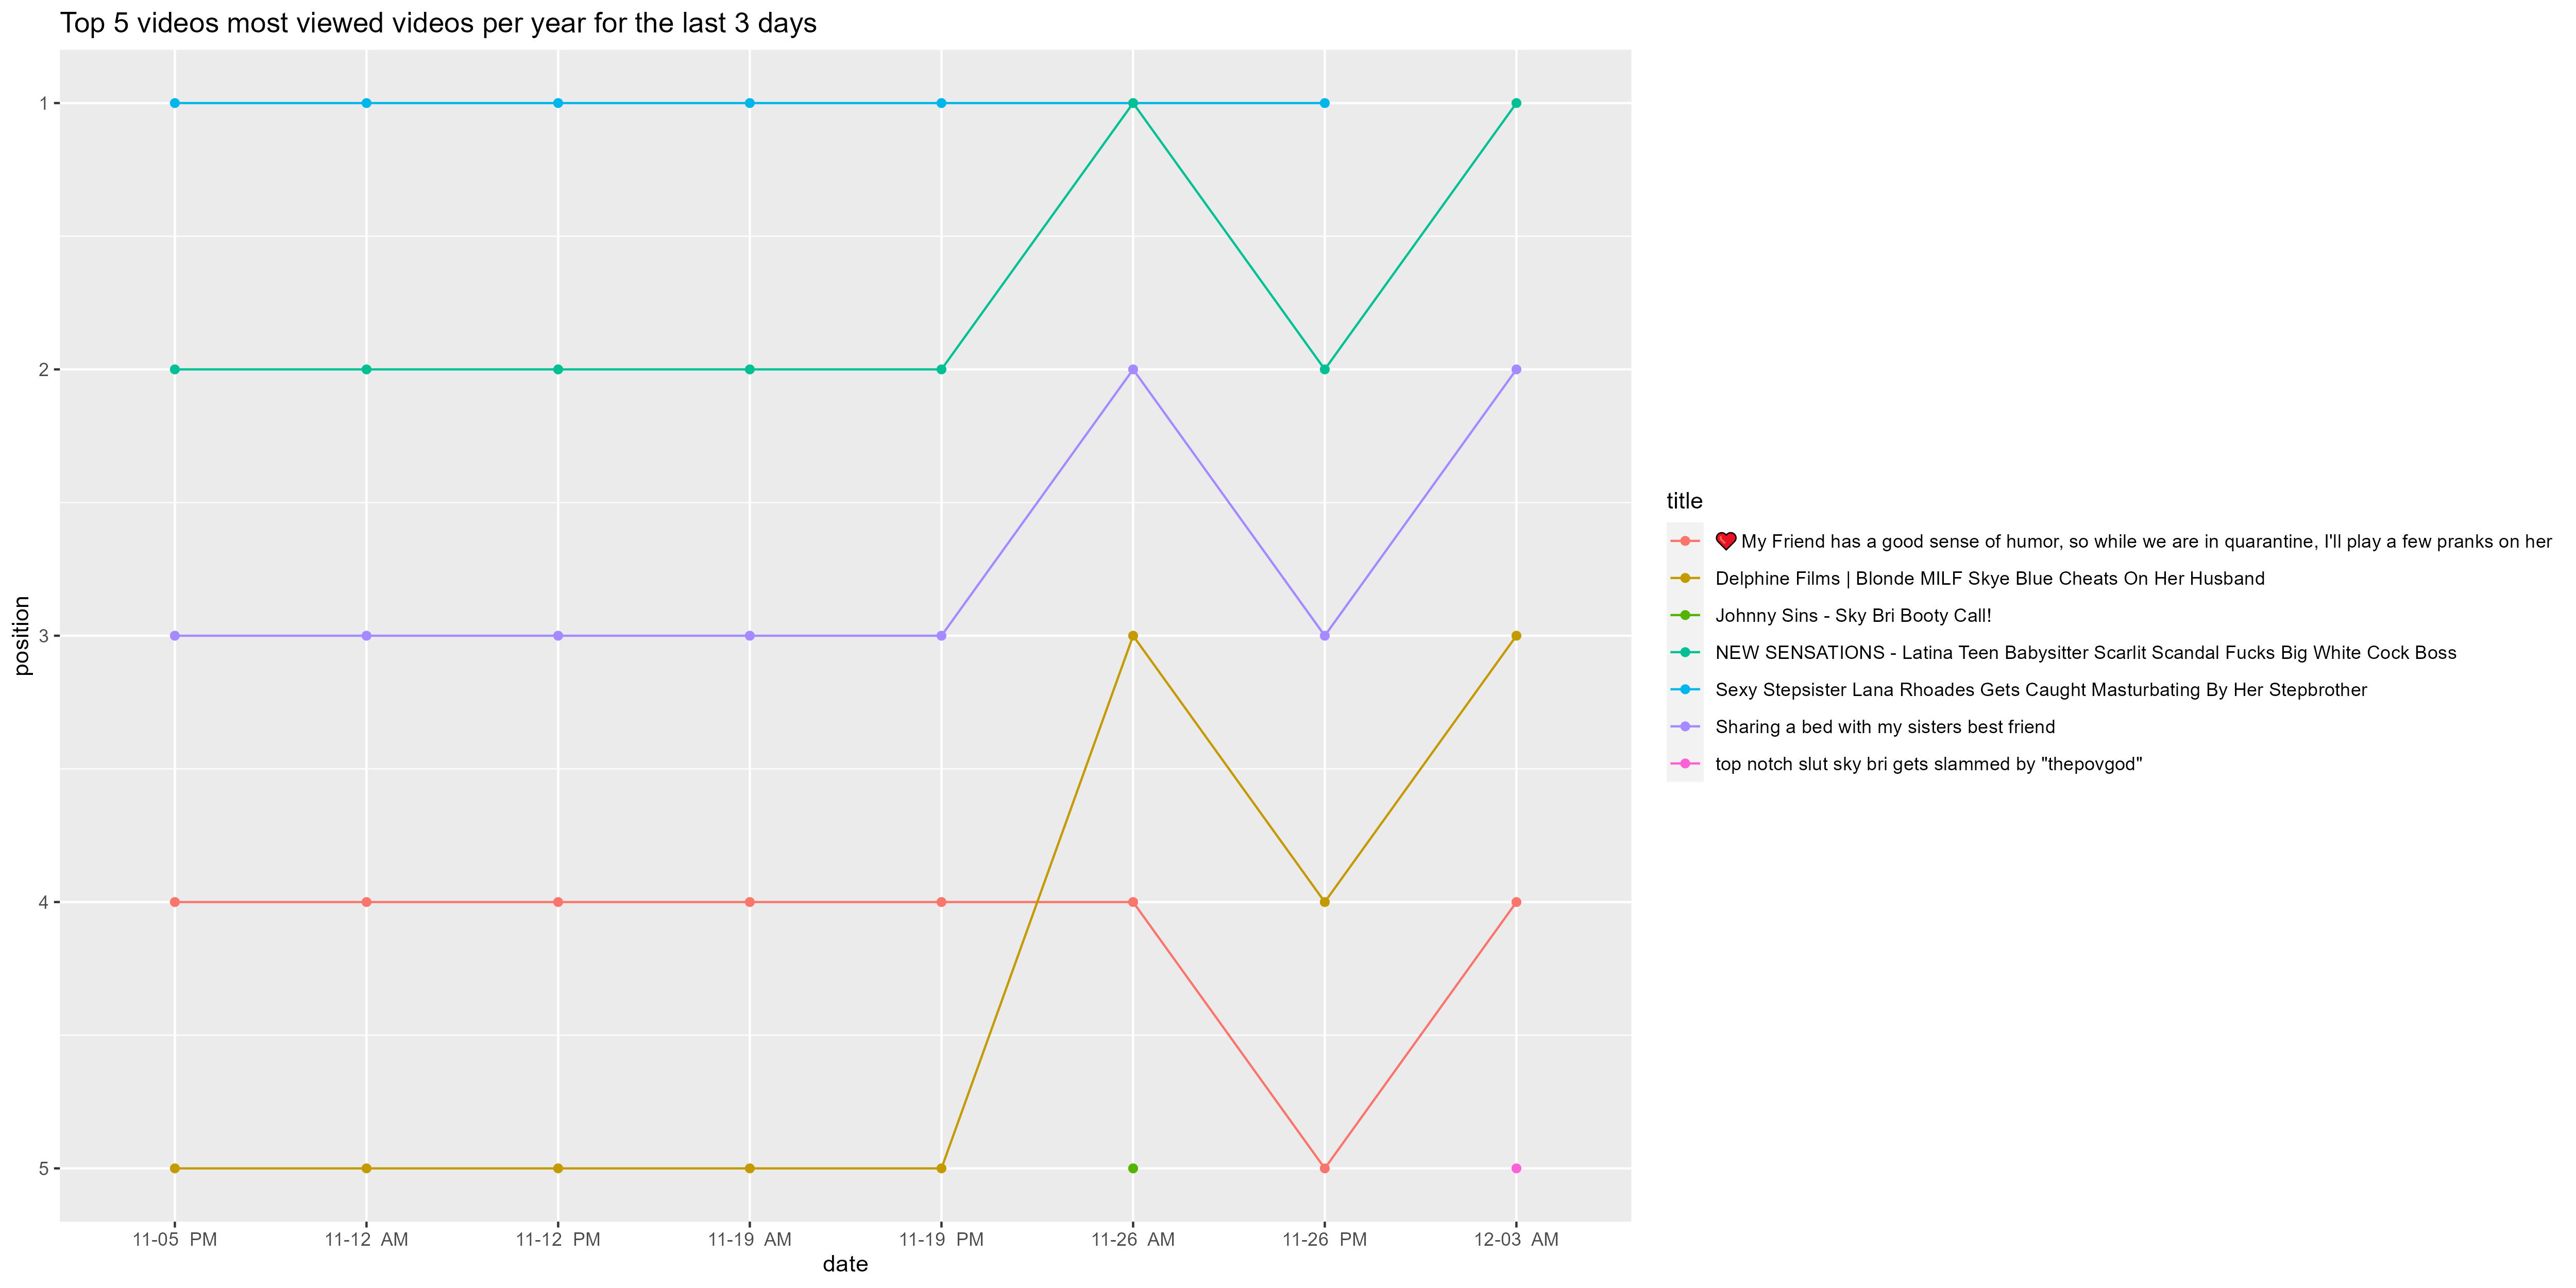 Top 5 videos most viewed videos per year for the last 3 days
position
1
2
3
4
5
11-05 PM
11-12 AM
11-12 PM
11-19 AM
11-19 PM
11-26 AM
11-26 PM
12-03 AM
date
title
❤️ My Friend has a good sense of humor, so while we are in quarantine, I'll play a few pranks on her
Delphine Films | Blonde MILF Skye Blue Cheats On Her Husband
Johnny Sins - Sky Bri Booty Call!
NEW SENSATIONS - Latina Teen Babysitter Scarlit Scandal Fucks Big White Cock Boss
Sexy Stepsister Lana Rhoades Gets Caught Masturbating By Her Stepbrother
Sharing a bed with my sisters best friend
top notch slut sky bri gets slammed by "thepovgod"